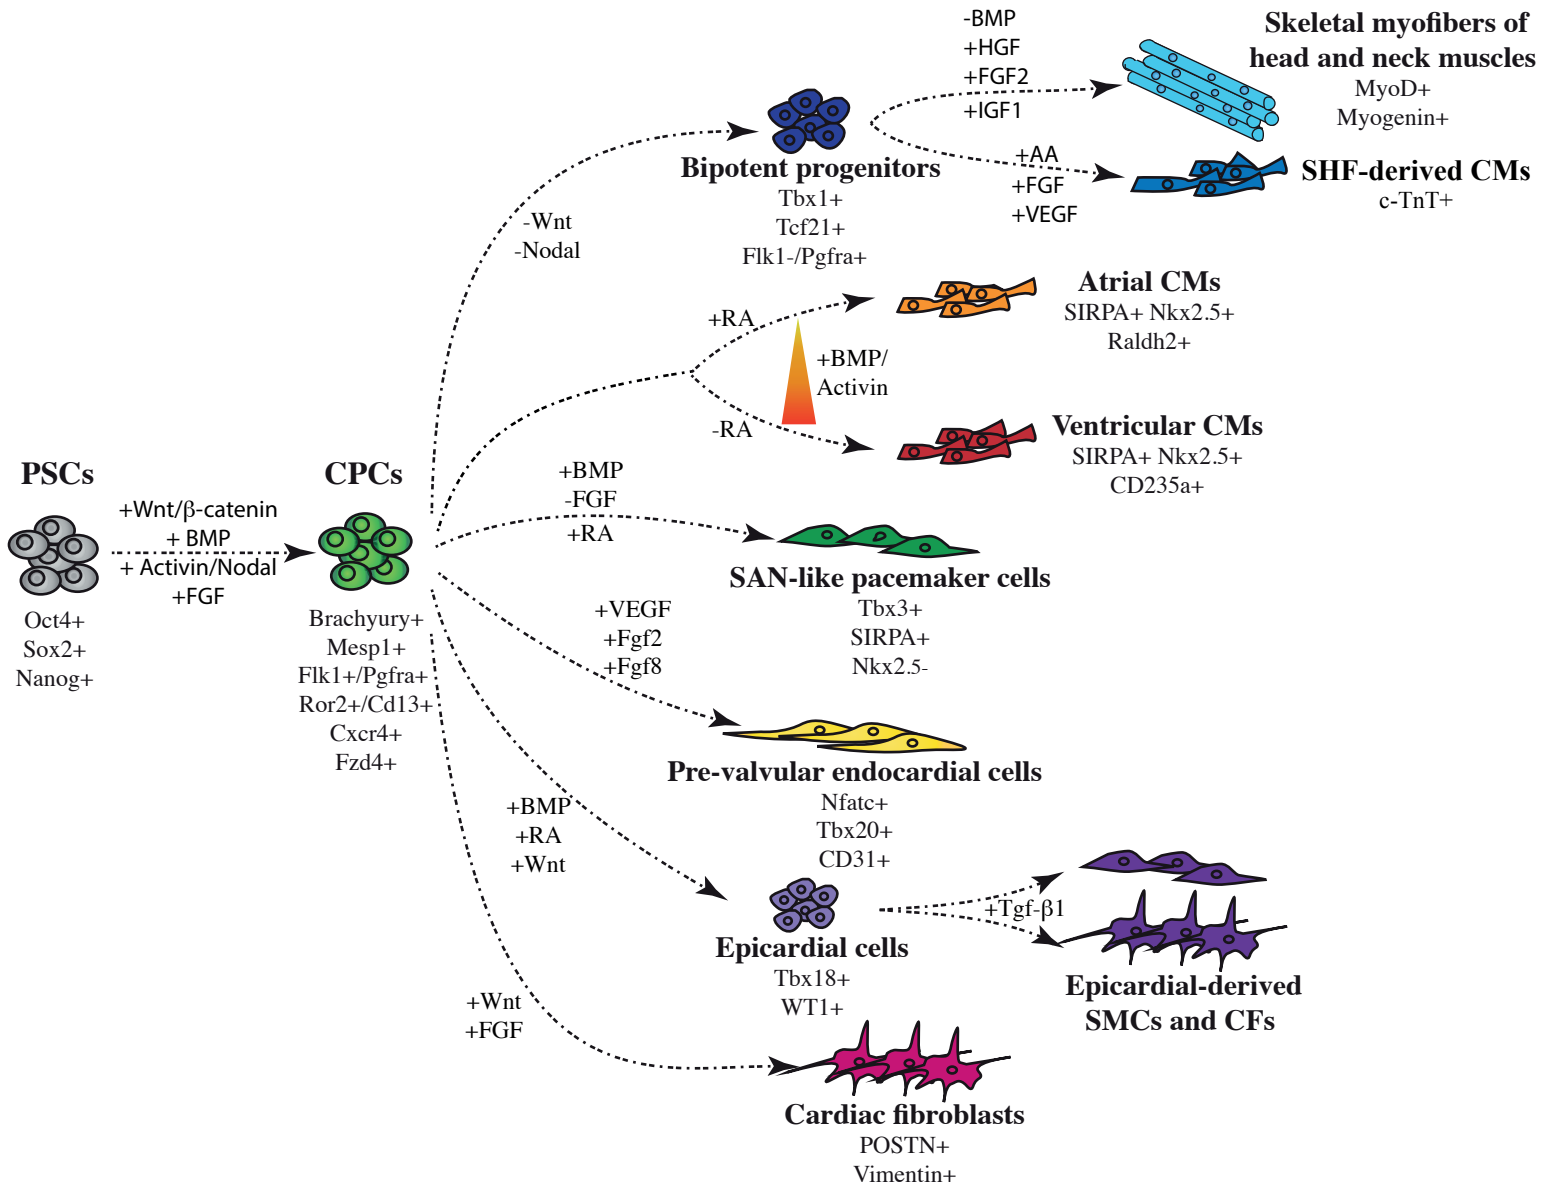 PSCs
Oct4+
Sox2+
Nanog+
+Wnt/β-catenin
+ BMP
+ Activin/Nodal
+FGF
CPCs
Brachyury+
Mesp1+
Flk1+/Pgfra+
Ror2+/Cd13+
Cxcr4+
Fzd4+
-Wnt
-Nodal
Bipotent progenitors
Tbx1+
Tcf21+
Flk1-/Pgfra+
-BMP
+HGF
+FGF2
+IGF1
Skeletal myofibers of
head and neck muscles
MyoD+
Myogenin+
+AA
+FGF
+VEGF
SHF-derived CMs
c-TnT+
+RA
+BMP/
Activin
-RA
Atrial CMs
SIRPA+ Nkx2.5+
Raldh2+
Ventricular CMs
SIRPA+ Nkx2.5+
CD235a+
+BMP
-FGF
+RA
SAN-like pacemaker cells
Tbx3+
SIRPA+
Nkx2.5-
+VEGF
+Fgf2
+Fgf8
Pre-valvular endocardial cells
Nfatc+
Tbx20+
CD31+
+BMP
+RA
+Wnt
Epicardial cells
Tbx18+
WT1+
+Tgf-β1
Epicardial-derived
SMCs and CFs
+Wnt
+FGF
Cardiac fibroblasts
POSTN+
Vimentin+